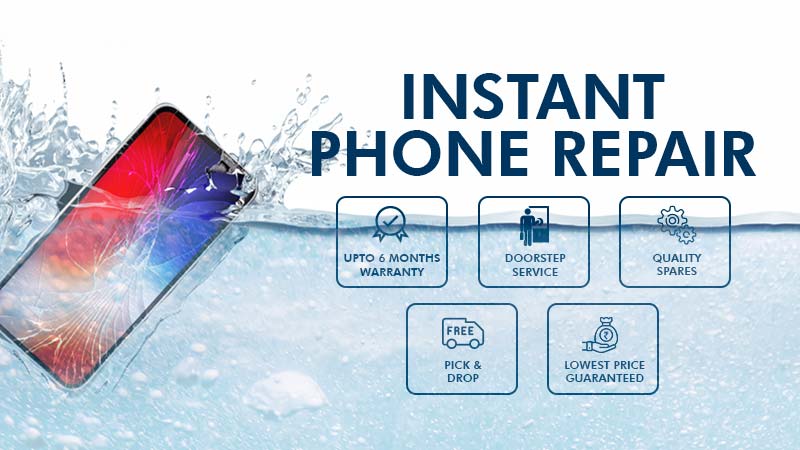 INSTANT
PHONE REPAIR
UPTO 6 MONTHS
WARRANTY
DOORSTEP
SERVICE
QUALITY
SPARES
FREE
PICK &
DROP
₹
LOWEST PRICE
GUARANTEED